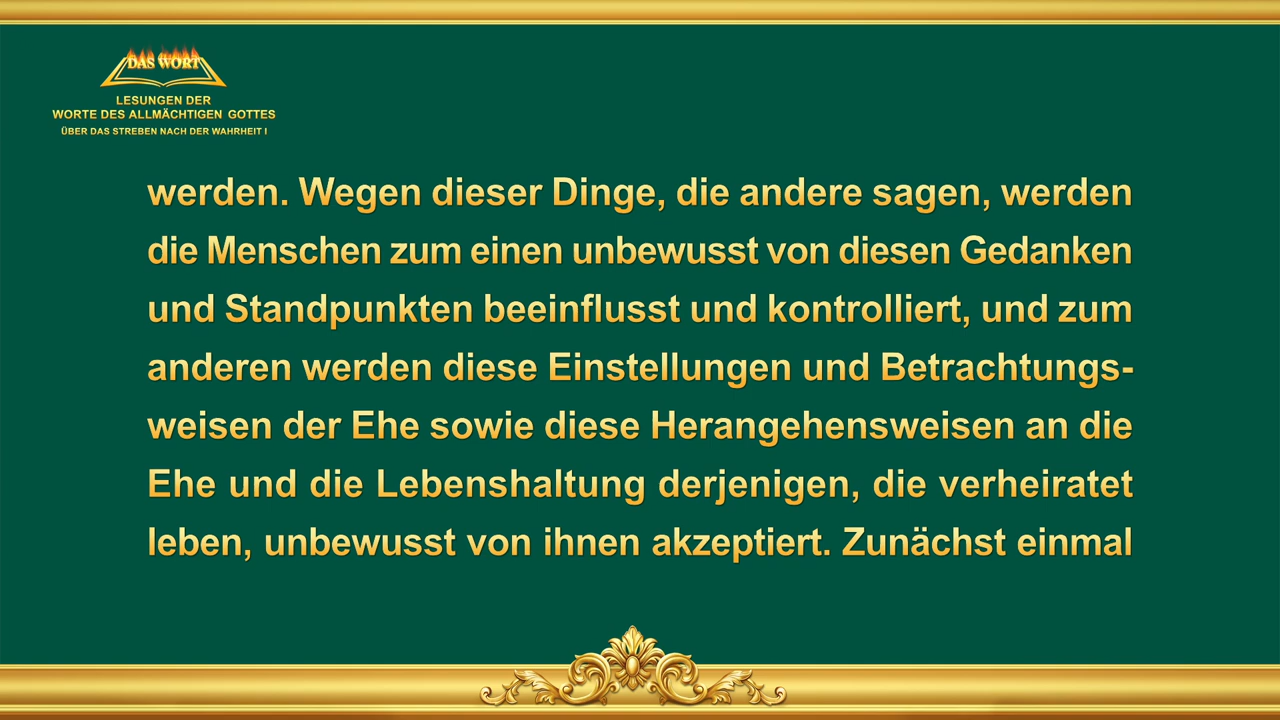 DAS WORT
LESUNGEN DER
WORTE DES ALLMÄCHTIGEN GOTTES
ÜBER DAS STREBEN NACH DER WAHRHEIT I
werden. Wegen dieser Dinge, die andere sagen, werden
die Menschen zum einen unbewusst von diesen Gedanken
und Standpunkten beeinflusst und kontrolliert, und zum
anderen werden diese Einstellungen und Betrachtungs-
weisen der Ehe sowie diese Herangehensweisen an die
Ehe und die Lebenshaltung derjenigen, die verheiratet
leben, unbewusst von ihnen akzeptiert. Zunächst einmal